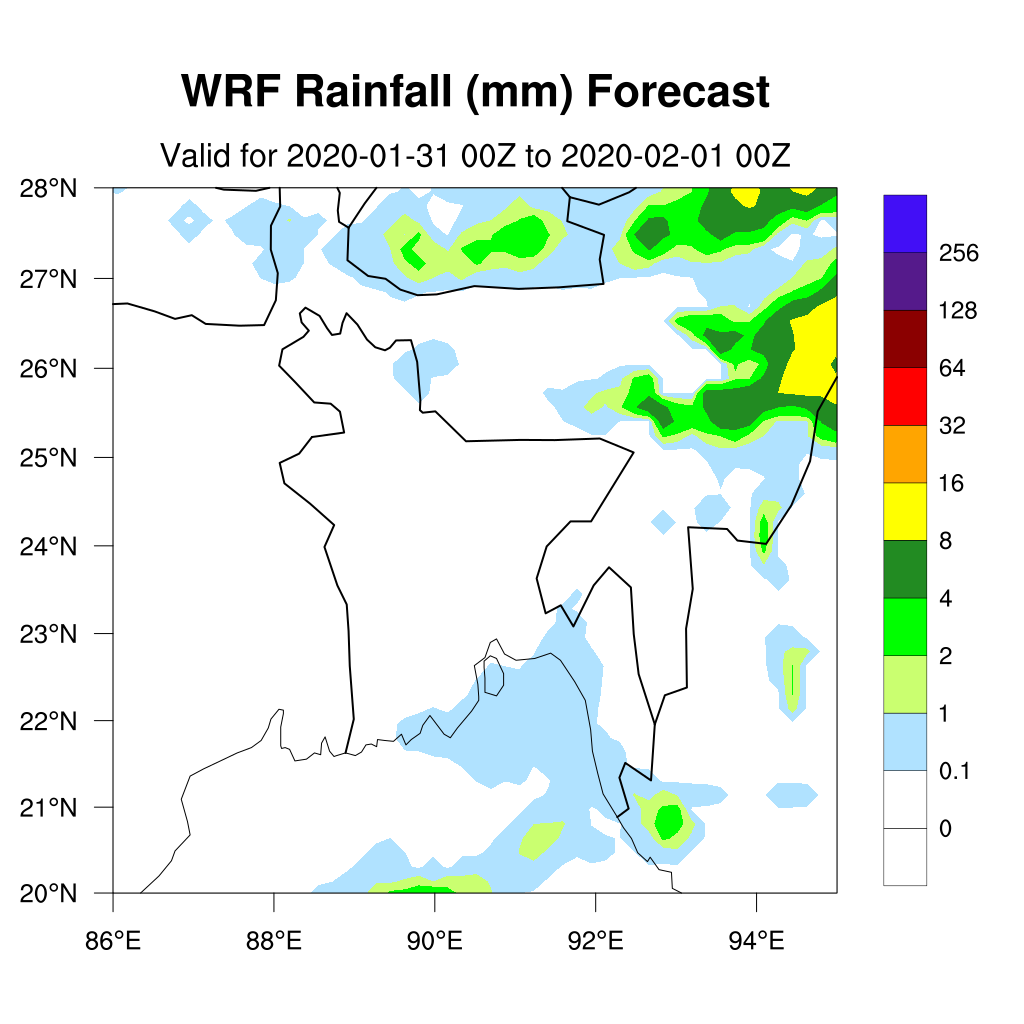 WRF Rainfall (mm) Forecast
Valid for 2020-01-31 00Z to 2020-02-01 00Z
28°N
27°N
26°N
25°N
24°N
23°N
22°N
21°N
20°N
86°E
88°E
90°E
92°E
94°E
256
128
64
32
16
8
4
2
1
0.1
0